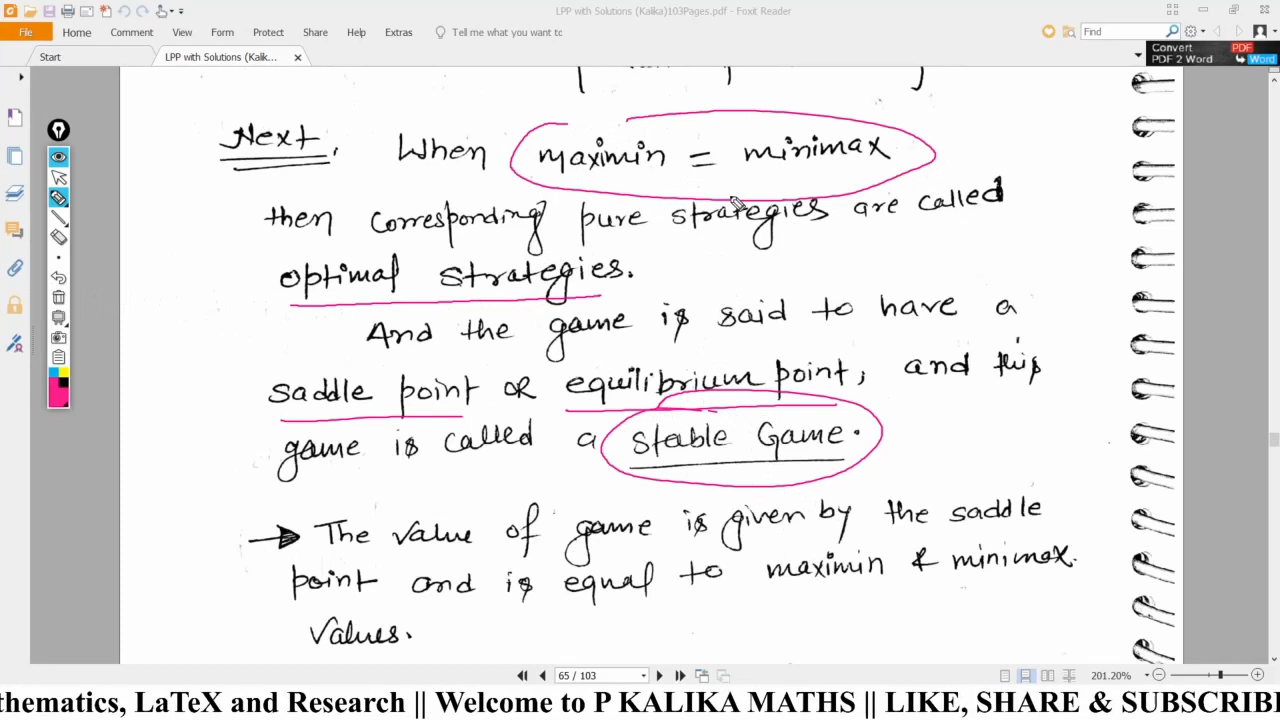 LPP with Solutions (Kalika)103Pages.pdf - Foxit Reader
File Home Comment View Form Protect Share Help Extras Tell me what you want tc Find
Start LPP with Solutions (Kalik... Convert PDF
PDF 2 Word Word
Next. When maximin = minimax
then corresponding pure strategies are called
optimal strategies.
And the game is said to have a
saddle point or equilibrium point, and this
game is called a Stable Game.
→ The value of game is given by the saddle
point and is equal to maximin & minimax
values.
65 / 103 201.20%
thematics, LaTeX and Research || Welcome to P KALIKA MATHS || LIKE, SHARE & SUBSCRIBE